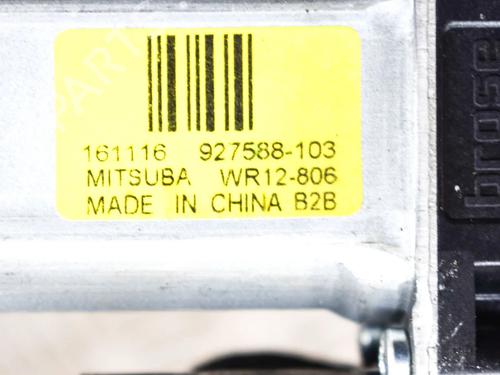 161116 927588-103
MITSUBA WR12-806
MADE IN CHINA B2B
brose